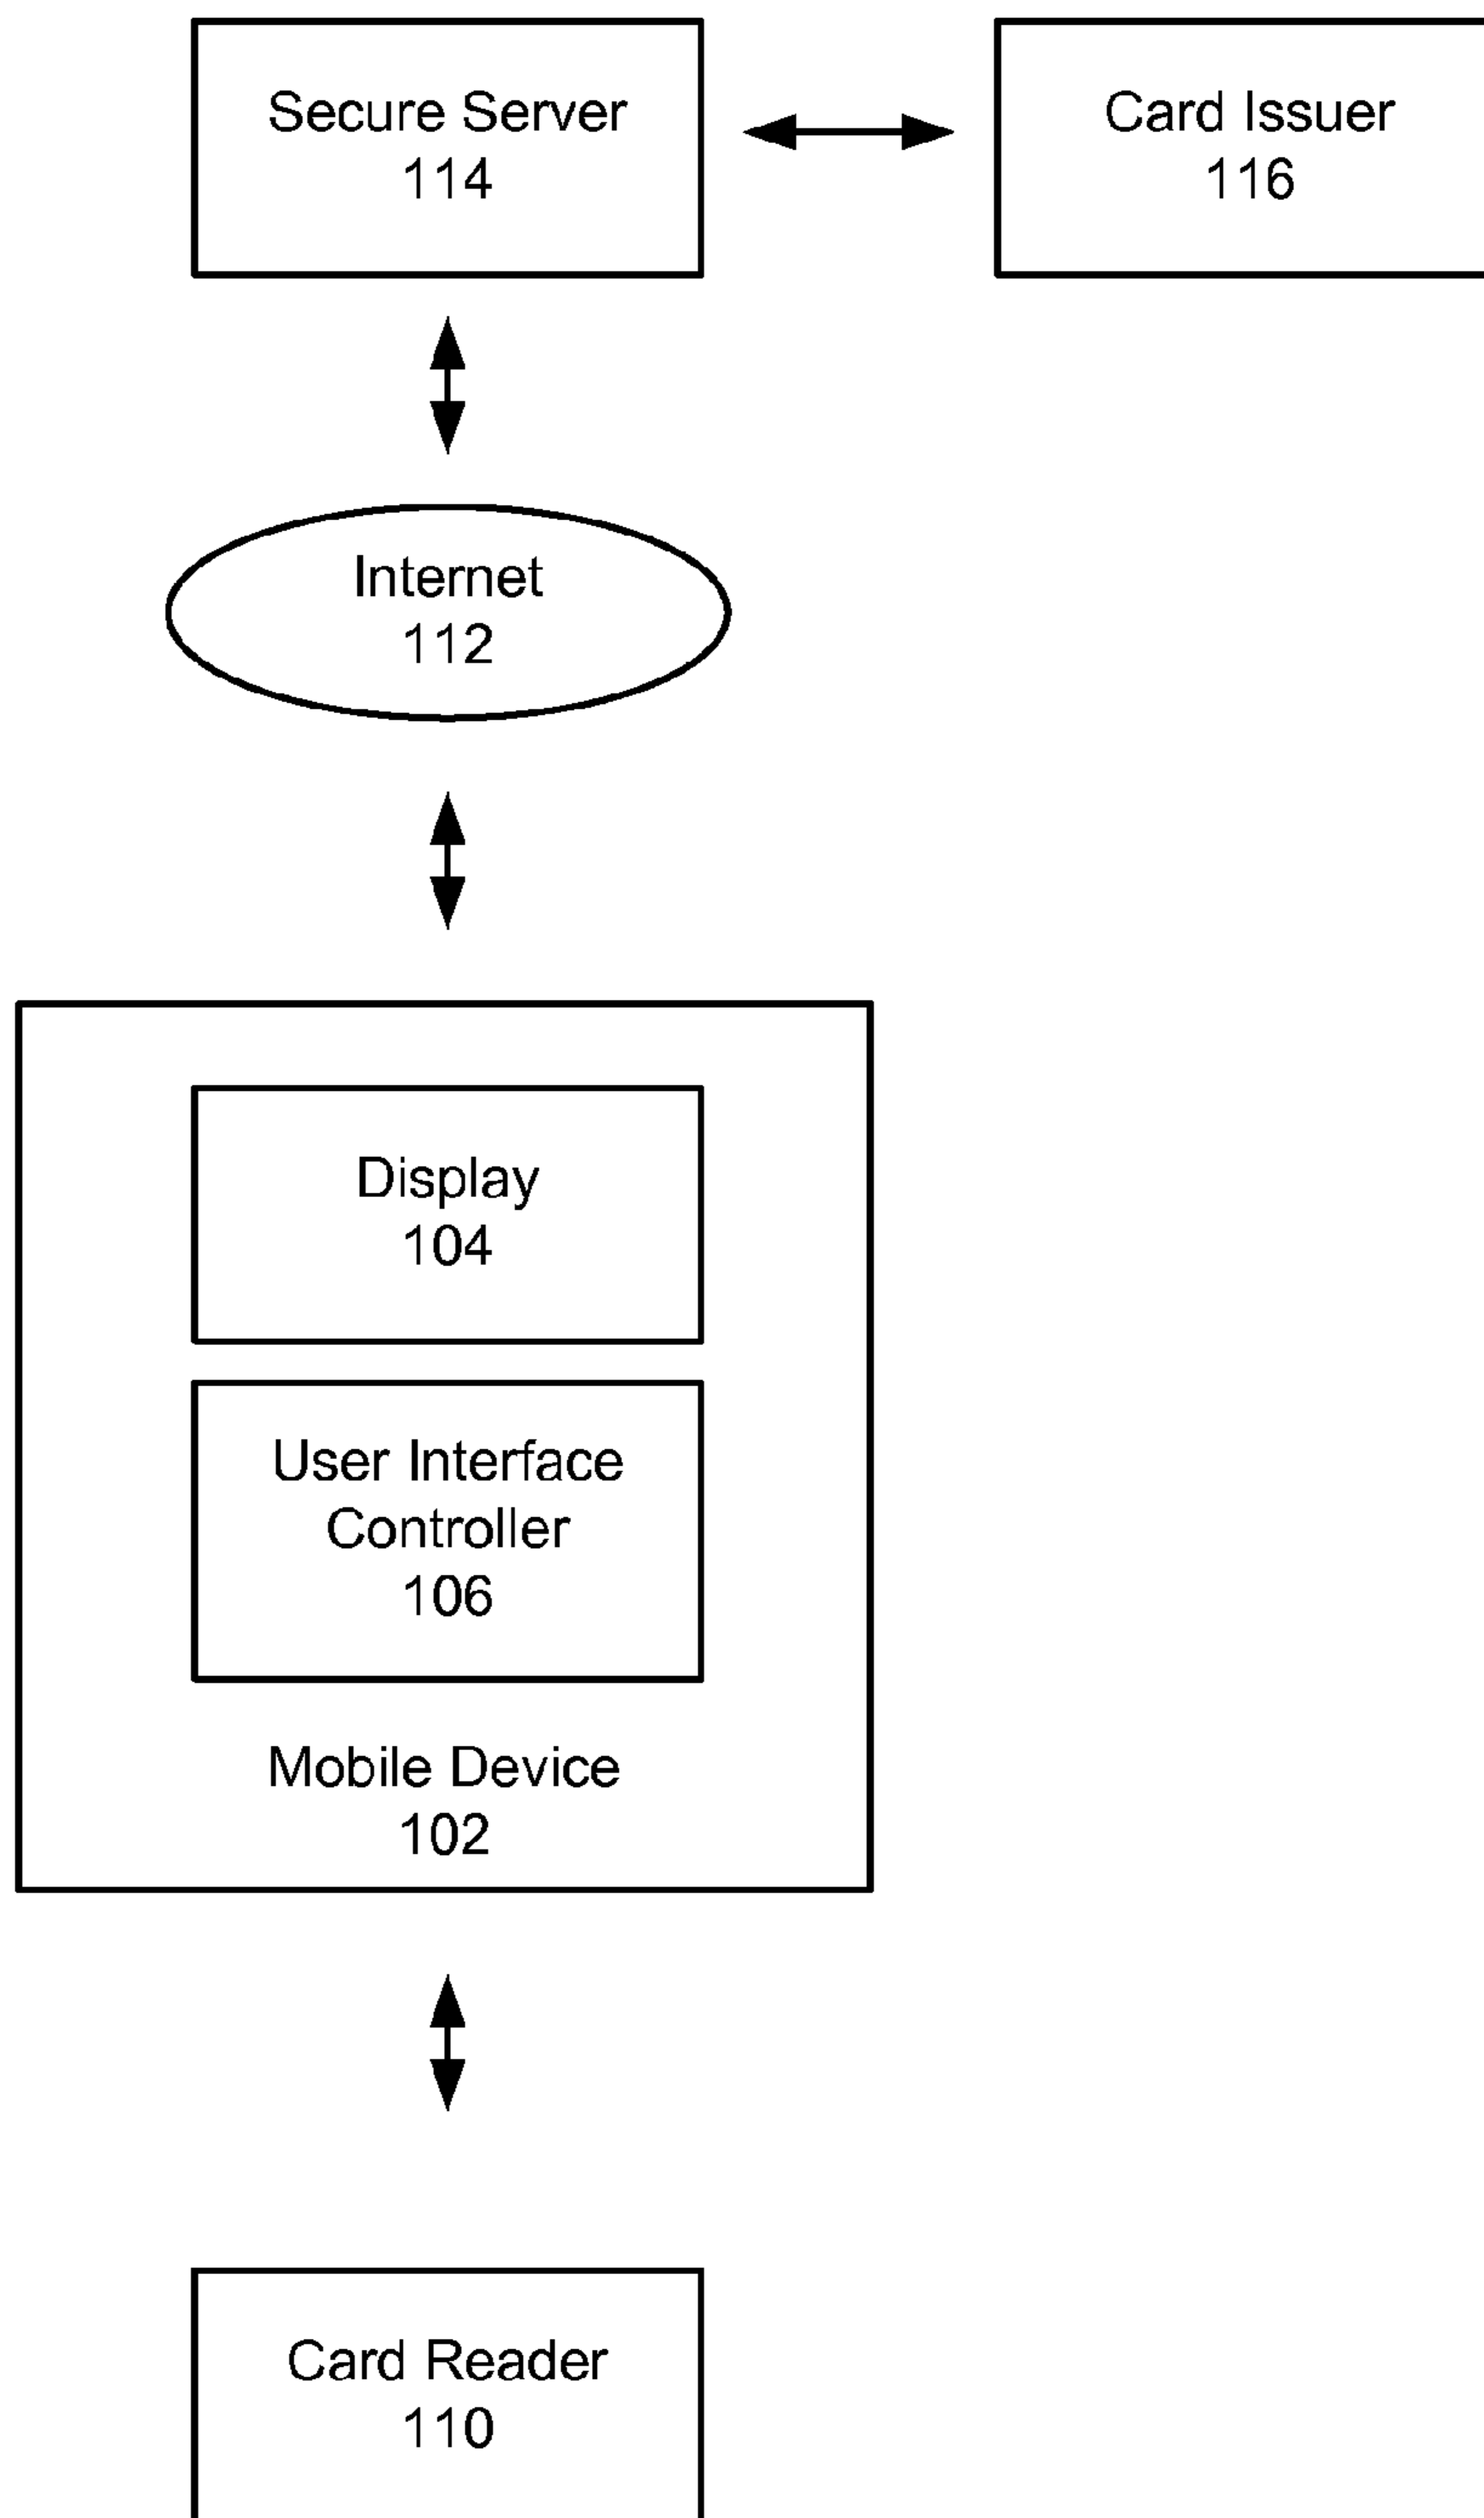 Secure Server
114
Card Issuer
116
Internet
112
Display
104
User Interface
Controller
106
Mobile Device
102
Card Reader
110